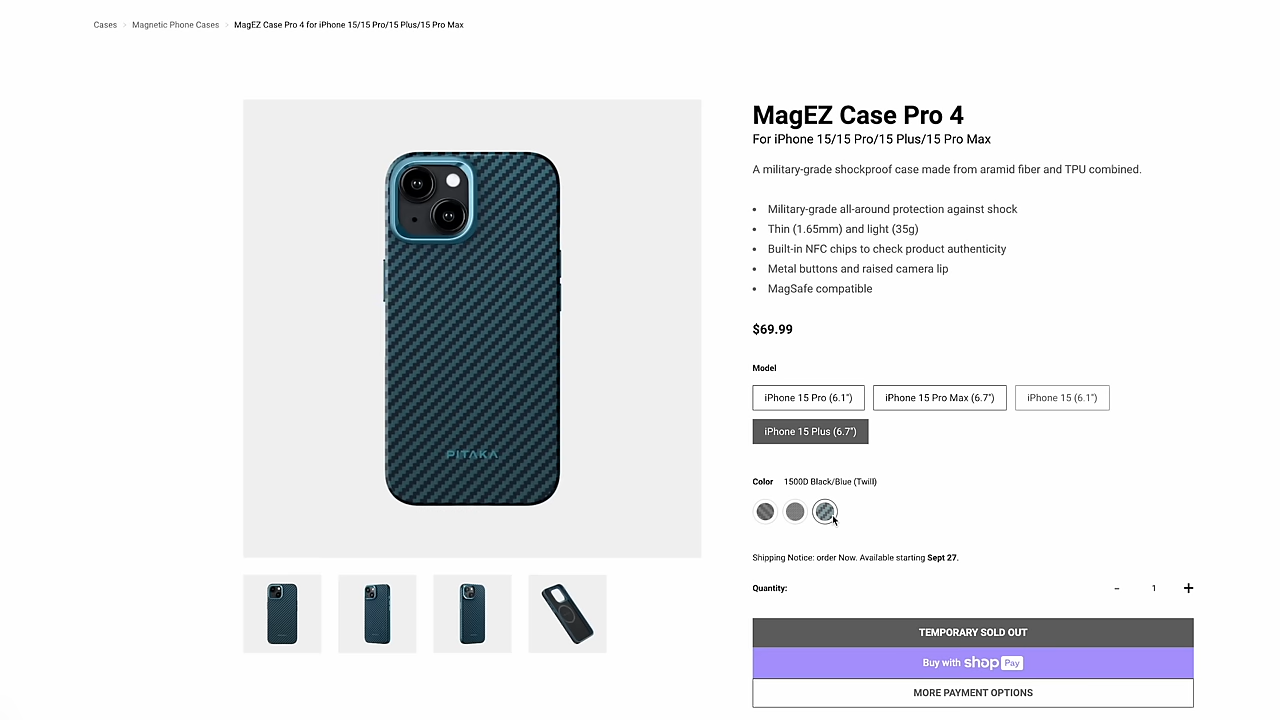 Cases > Magnetic Phone Cases > MagEZ Case Pro 4 for iPhone 15/15 Pro/15 Plus/15 Pro Max
MagEZ Case Pro 4
For iPhone 15/15 Pro/15 Plus/15 Pro Max
A military-grade shockproof case made from aramid fiber and TPU combined.
• Military-grade all-around protection against shock
• Thin (1.65mm) and light (35g)
• Built-in NFC chips to check product authenticity
• Metal buttons and raised camera lip
• MagSafe compatible
$69.99
Model
iPhone 15 Pro (6.1") iPhone 15 Pro Max (6.7") iPhone 15 (6.1")
iPhone 15 Plus (6.7")
PITAKA
Color 1500D Black/Blue (Twill)
Shipping Notice: order Now. Available starting Sept 27.
Quantity: - 1 +
TEMPORARY SOLD OUT
Buy with shop Pay
MORE PAYMENT OPTIONS